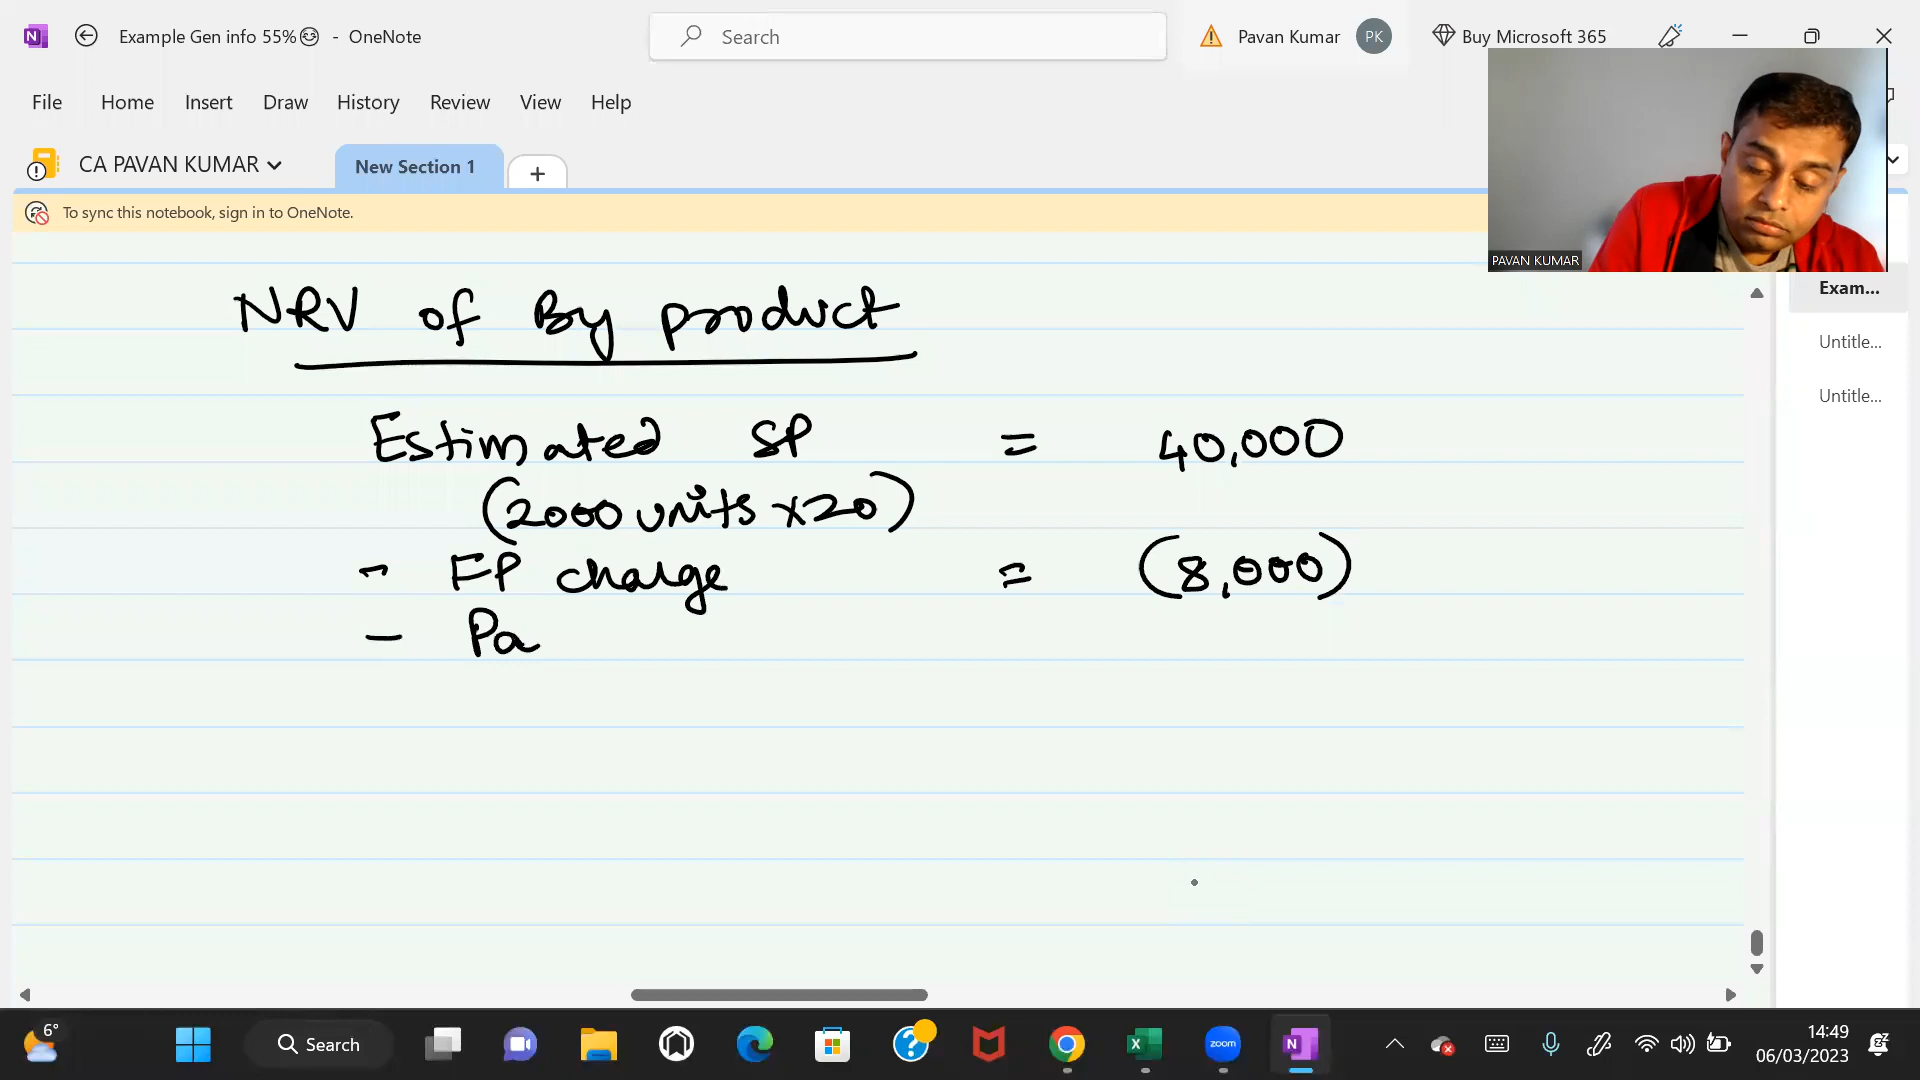 Example Gen info 55%😊 - OneNote
Search
Pavan Kumar
PK
Buy Microsoft 365
File Home Insert Draw History Review View Help
CA PAVAN KUMAR
New Section 1
+
To sync this notebook, sign in to OneNote.
PAVAN KUMAR
Exam...
Untitle...
Untitle...
NRV of By product
Estimated SP = 40,000
(2000 units x 20)
- FP charge = (8,000)
- Pa
6°
Search
zoom
14:49
06/03/2023